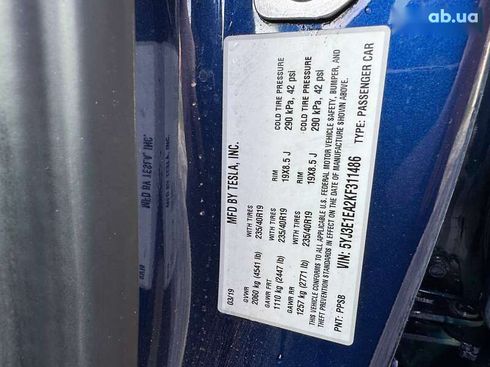 ab.ua
MFD BY TESLA, INC.
03/19
GVWR
2060 kg (4541 lb)
GAWR FRT WITH TIRES RIM COLD TIRE PRESSURE
1110 kg (2447 lb) 235/40R19 19X8.5 J 290 kPa, 42 psi
GAWR RR WITH TIRES RIM COLD TIRE PRESSURE
1257 kg (2771 lb) 235/40R19 19X8.5 J 290 kPa, 42 psi
THIS VEHICLE CONFORMS TO ALL APPLICABLE U.S. FEDERAL MOTOR VEHICLE SAFETY, BUMPER, AND
THEFT PREVENTION STANDARDS IN EFFECT ON THE DATE OF MANUFACTURE SHOWN ABOVE.
VIN: 5YJ3E1EA2KF311486 TYPE: PASSENGER CAR
PNT: PPSB